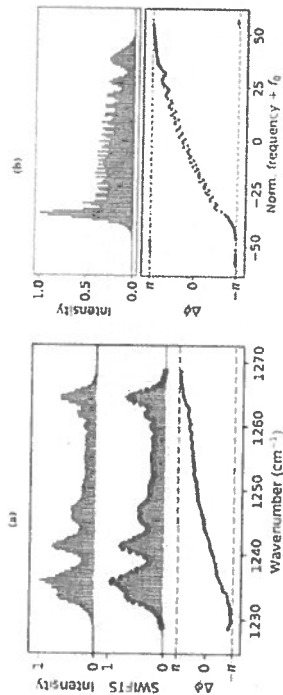 (a)
1
0
1
0
SWIFTS Intensity
π
0
-π
Δϕ
1230 1240 1250 1260 1270
Wavenumber (cm⁻¹)
(b)
1.0
0.5
0.0
Intensity
π
0
-π
Δϕ
−50 −25 0 25 50
Norm. frequency + f₀